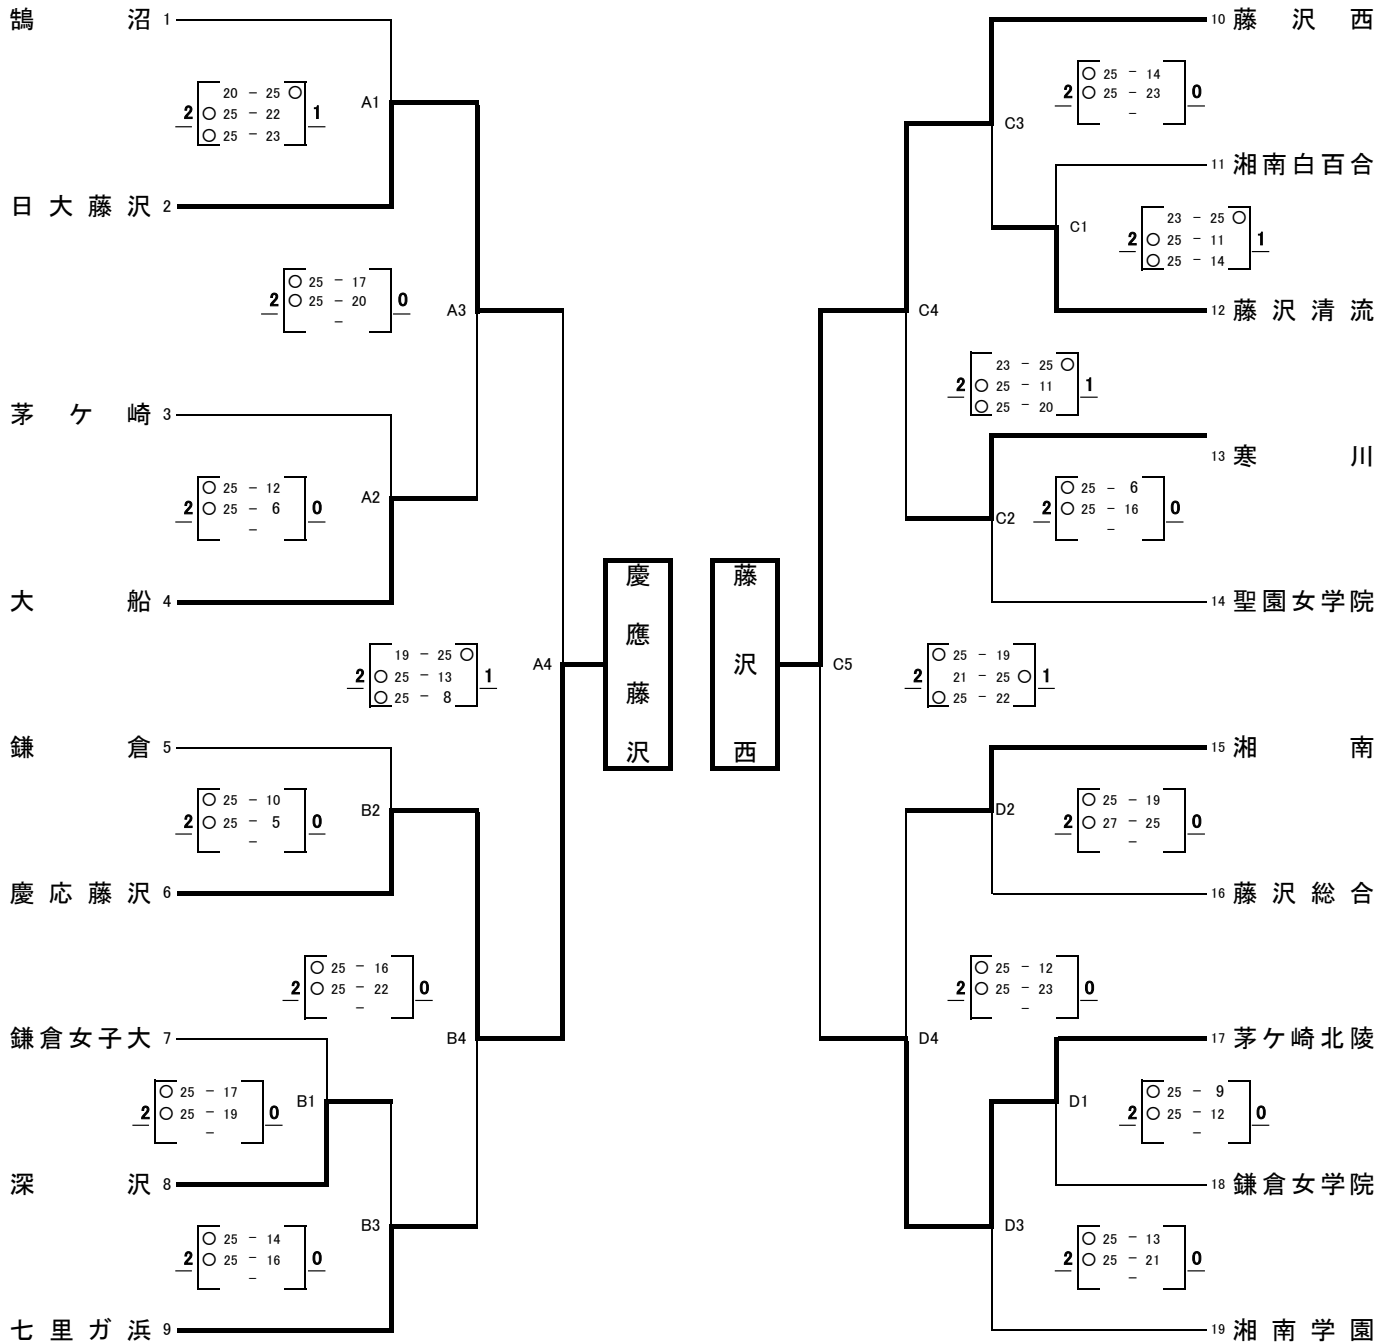 鵠沼 1
20 - 25 ○
2 ○ 25 - 22 1
○ 25 - 23
A1
日大藤沢 2
○ 25 - 17
2 ○ 25 - 20 0
-
A3
茅ケ崎 3
○ 25 - 12
2 ○ 25 - 6 0
-
A2
大船 4
19 - 25 ○
2 ○ 25 - 13 1
○ 25 - 8
A4
鎌倉 5
○ 25 - 10
2 ○ 25 - 5 0
-
B2
慶応藤沢 6
○ 25 - 16
2 ○ 25 - 22 0
-
B4
鎌倉女子大 7
○ 25 - 17
2 ○ 25 - 19 0
-
B1
深沢 8
○ 25 - 14
2 ○ 25 - 16 0
-
B3
七里ガ浜 9
慶應藤沢
藤沢西
10 藤沢西
○ 25 - 14
2 ○ 25 - 23 0
-
C3
11 湘南白百合
23 - 25 ○
2 ○ 25 - 11 1
○ 25 - 14
C1
12 藤沢清流
C4
23 - 25 ○
2 ○ 25 - 11 1
○ 25 - 20
13 寒川
○ 25 - 6
2 ○ 25 - 16 0
-
C2
14 聖園女学院
C5
○ 25 - 19
2 21 - 25 ○ 1
○ 25 - 22
15 湘南
○ 25 - 19
2 ○ 27 - 25 0
-
D2
16 藤沢総合
○ 25 - 12
2 ○ 25 - 23 0
-
D4
17 茅ケ崎北陵
○ 25 - 9
2 ○ 25 - 12 0
-
D1
18 鎌倉女学院
D3
○ 25 - 13
2 ○ 25 - 21 0
-
19 湘南学園